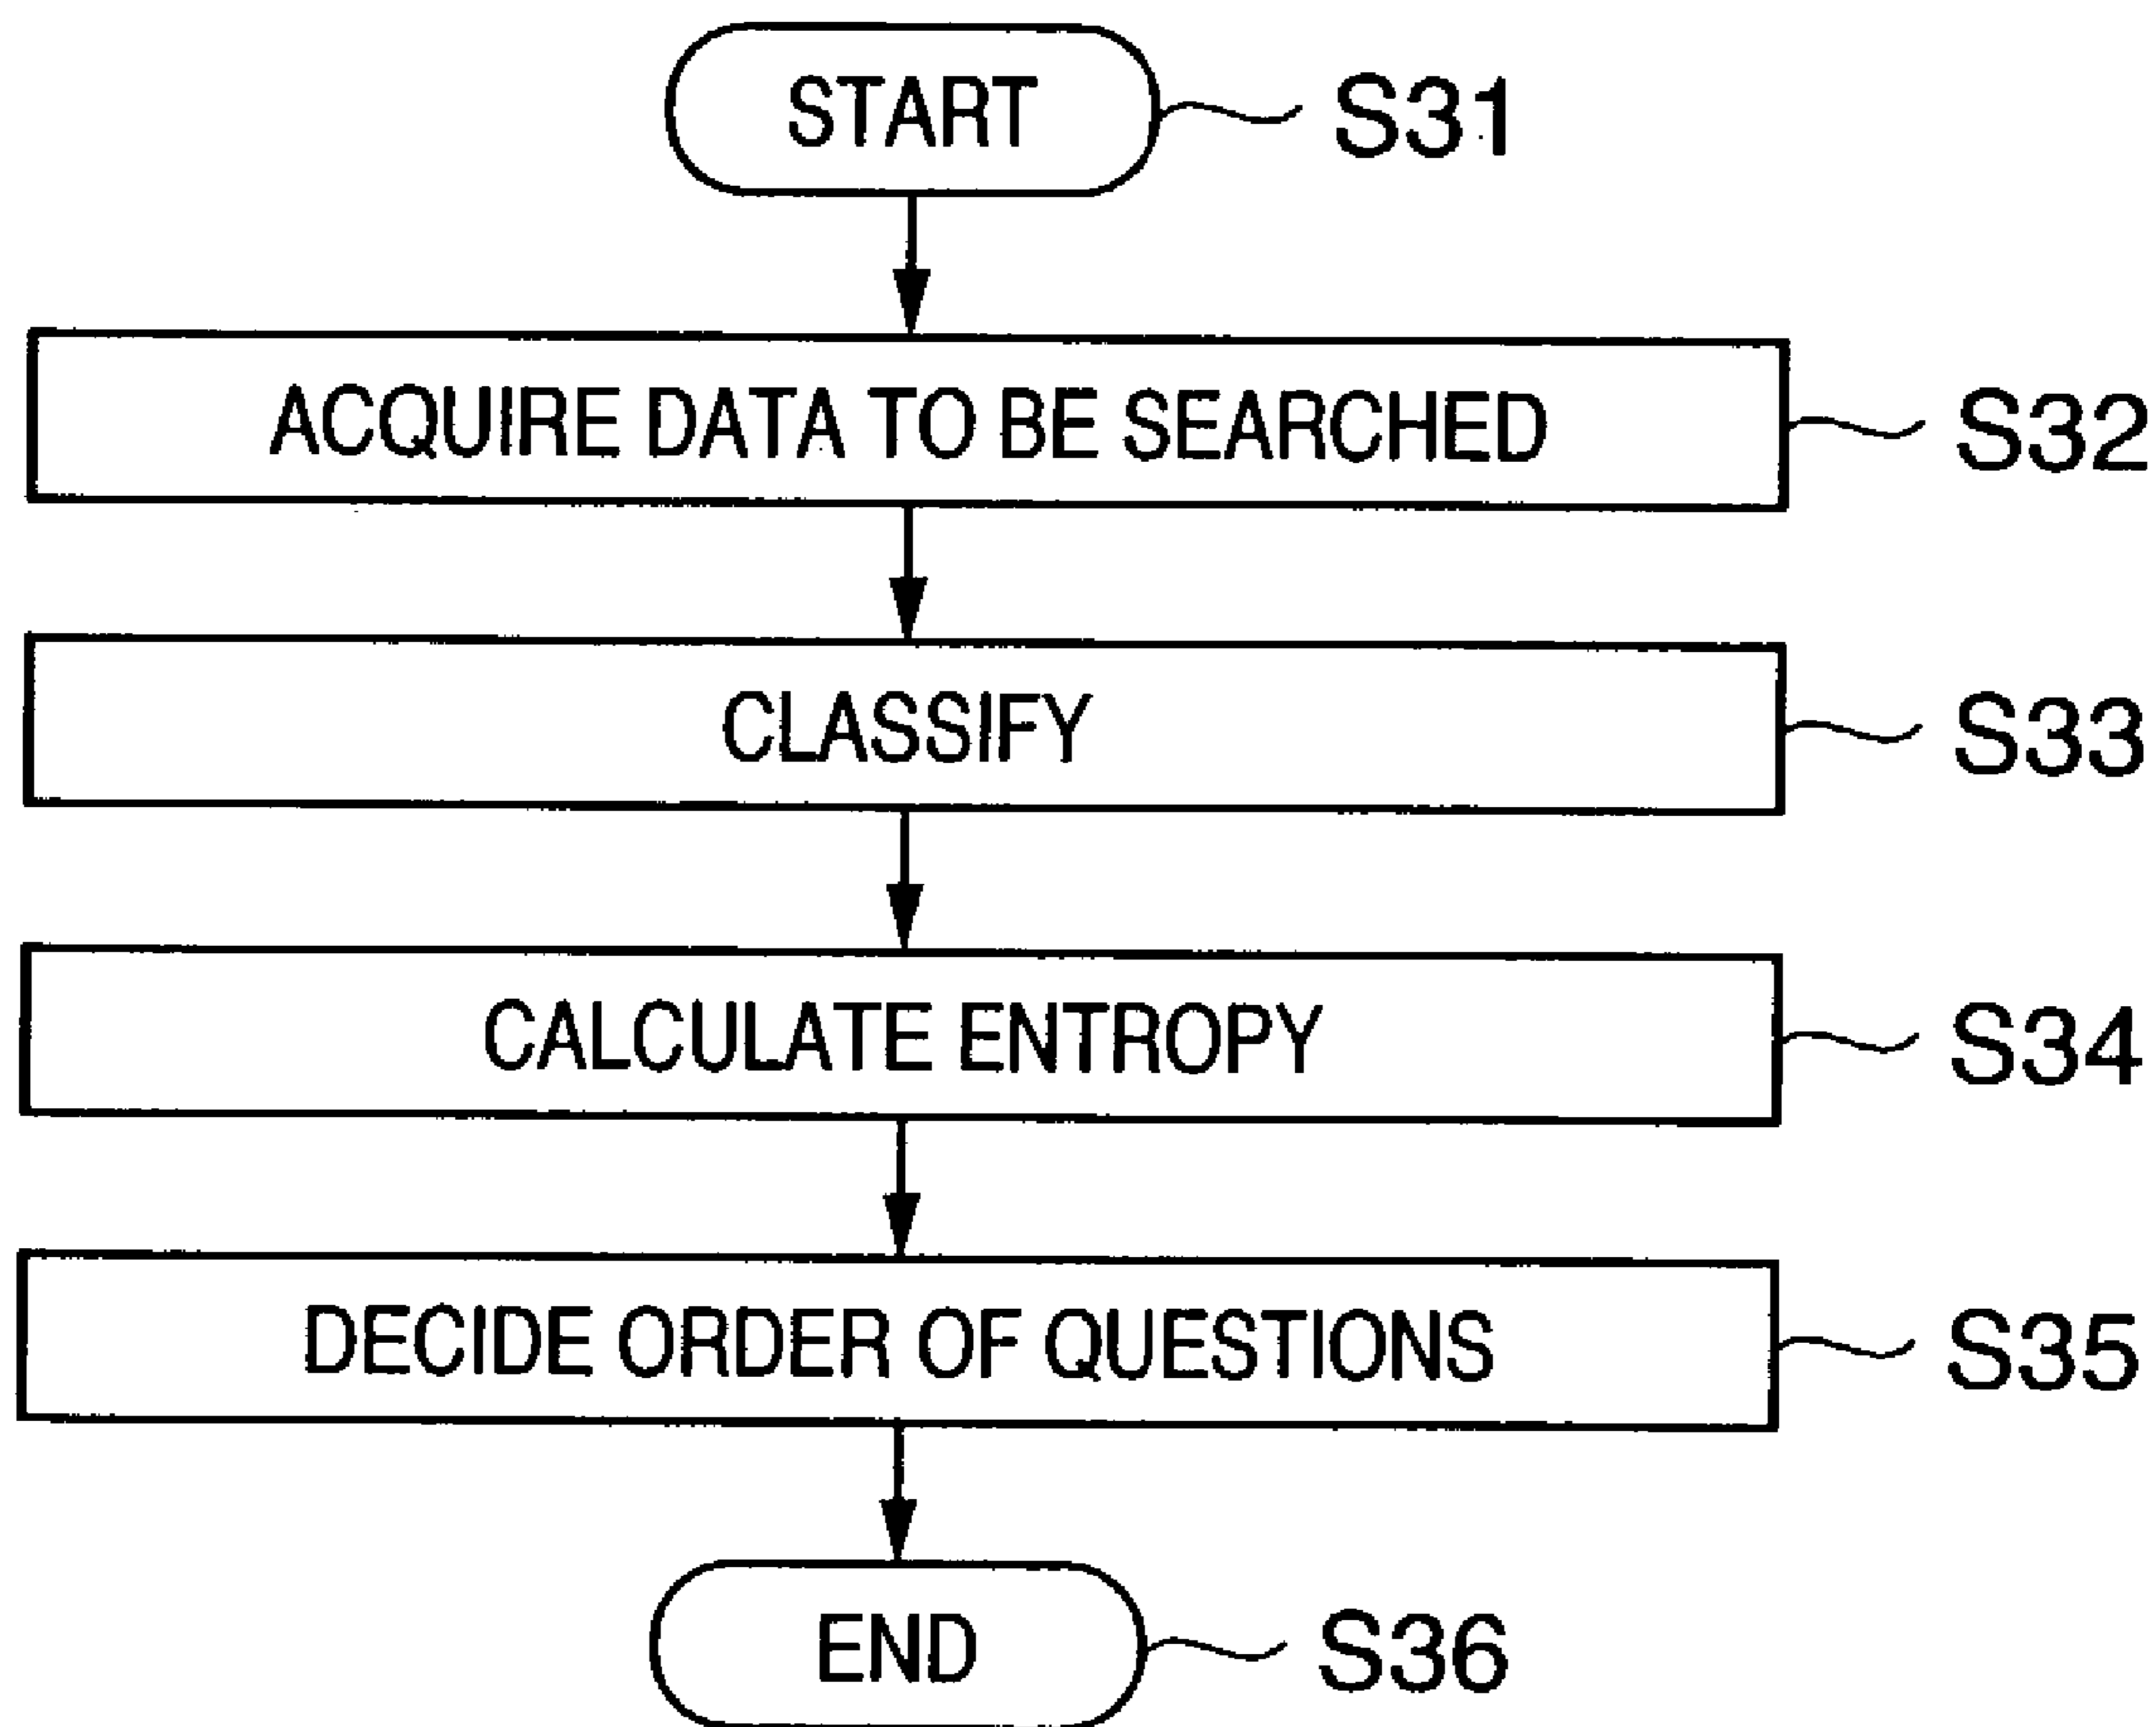 START
S31
ACQUIRE DATA TO BE SEARCHED
S32
CLASSIFY
S33
CALCULATE ENTROPY
S34
DECIDE ORDER OF QUESTIONS
S35
END
S36